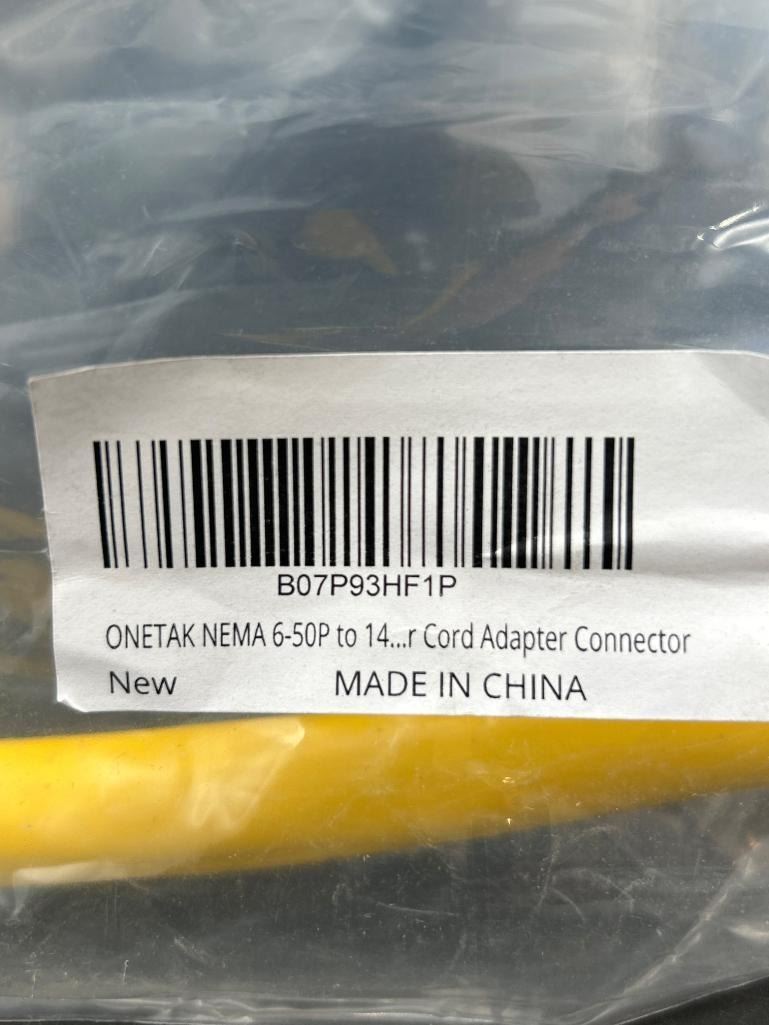 B07P93HF1P
ONETAK NEMA 6-50P to 14...r Cord Adapter Connector
New MADE IN CHINA